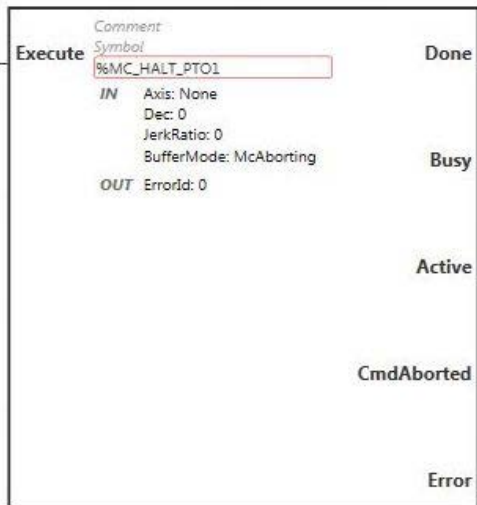 Comment
Execute Symbol Done
%MC_HALT_PTO1
IN Axis: None
Dec: 0
JerkRatio: 0
BufferMode: McAborting Busy
OUT ErrorId: 0
Active
CmdAborted
Error